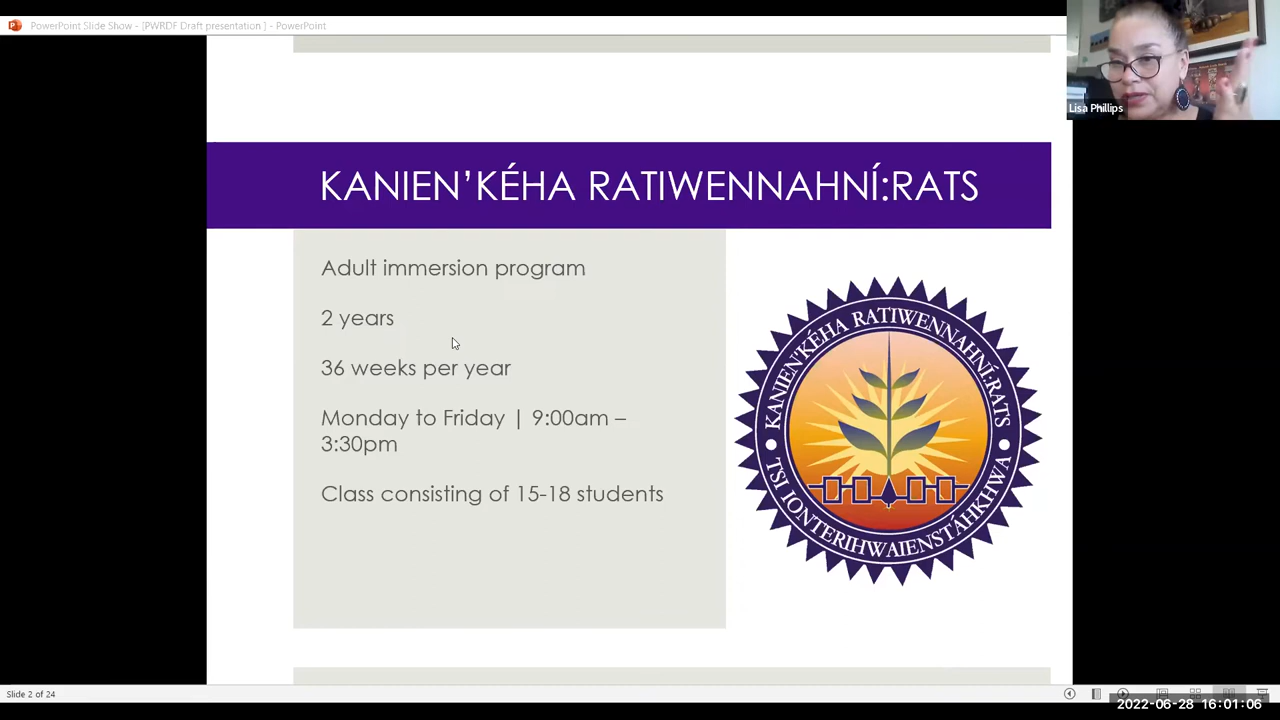 PowerPoint Slide Show - [PWRDF Draft presentation ] - PowerPoint
Lisa Phillips
KANIEN’KÉHA RATIWENNAHNÍ:RATS
Adult immersion program
2 years
36 weeks per year
Monday to Friday | 9:00am –
3:30pm
Class consisting of 15-18 students
KANIEN'KÉHA RATIWENNAHNÍ:RATS
TSI IONTERIHWAIENSTÁHKHWA
Slide 2 of 24
2022-06-28 16:01:06